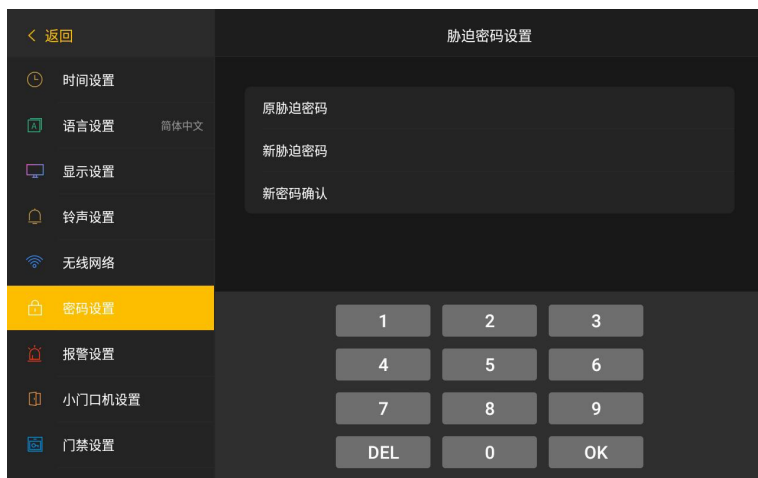 返回
胁迫密码设置
时间设置
语言设置 简体中文
显示设置
铃声设置
无线网络
密码设置
报警设置
小门口机设置
门禁设置
原胁迫密码
新胁迫密码
新密码确认
1 2 3
4 5 6
7 8 9
DEL 0 OK